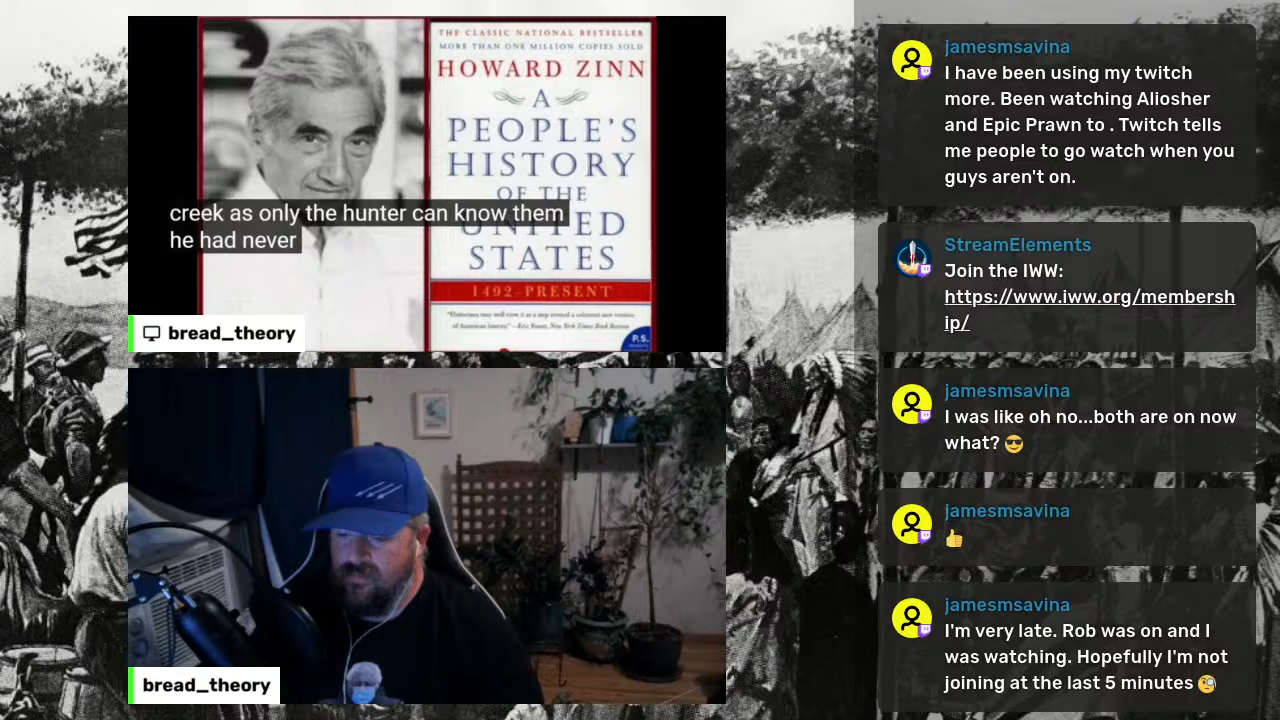 THE CLASSIC NATIONAL BESTSELLER
MORE THAN ONE MILLION COPIES SOLD
HOWARD ZINN
A
PEOPLE'S
HISTORY
OF THE
UNITED
STATES
1492–PRESENT
P.S.
creek as only the hunter can know them
he had never
bread_theory
bread_theory
jamesmsavina
I have been using my twitch
more. Been watching Aliosher
and Epic Prawn to . Twitch tells
me people to go watch when you
guys aren't on.
StreamElements
Join the IWW:
https://www.iww.org/membersh
ip/
jamesmsavina
I was like oh no...both are on now
what? 😎
jamesmsavina
👍
jamesmsavina
I'm very late. Rob was on and I
was watching. Hopefully I'm not
joining at the last 5 minutes 🧐